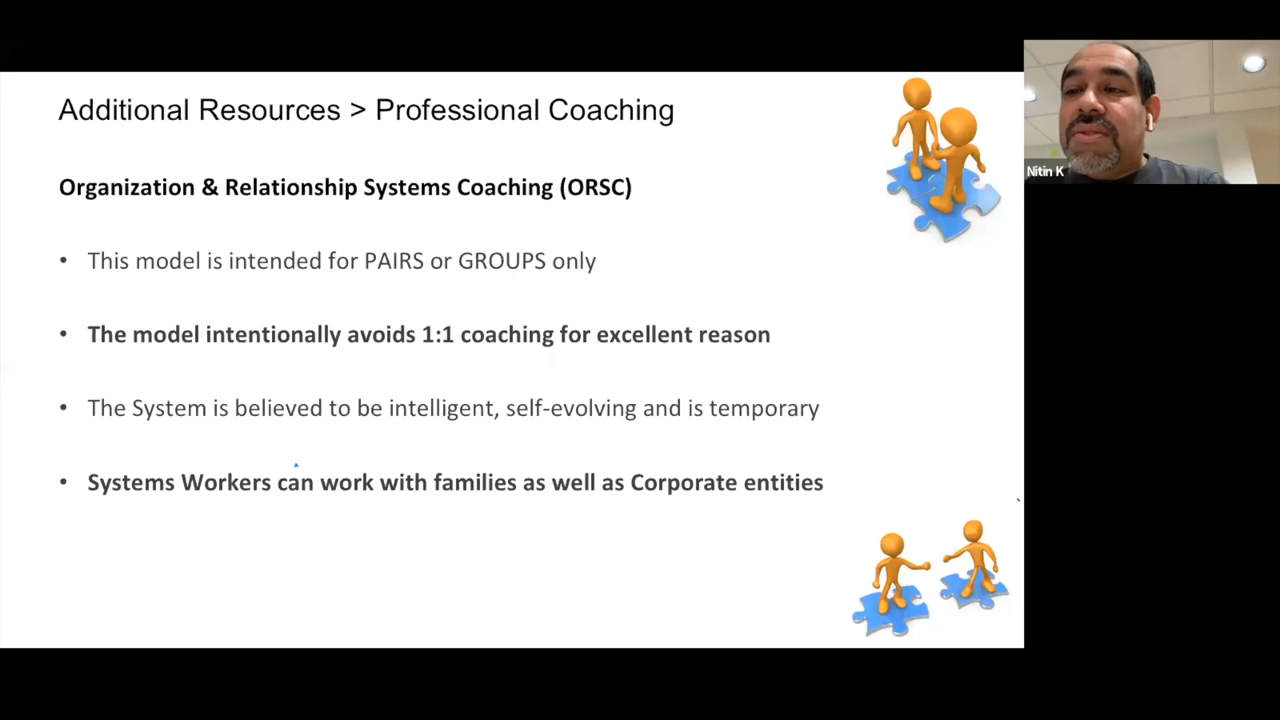 Additional Resources > Professional Coaching
Organization & Relationship Systems Coaching (ORSC)
• This model is intended for PAIRS or GROUPS only
• The model intentionally avoids 1:1 coaching for excellent reason
• The System is believed to be intelligent, self-evolving and is temporary
• Systems Workers can work with families as well as Corporate entities
Nitin K